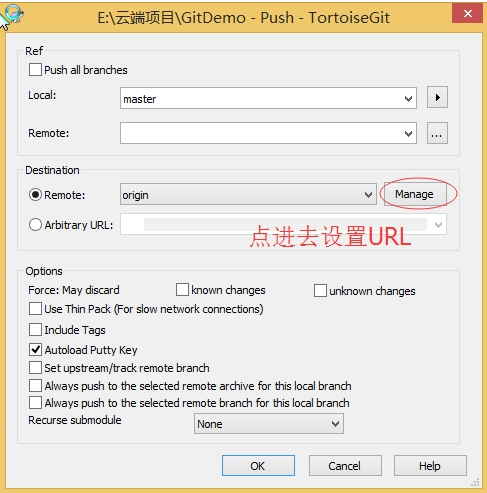 E:\云端项目\GitDemo - Push - TortoiseGit
Ref
Push all branches
Local:
master
Remote:
...
Destination
Remote:
origin
Manage
Arbitrary URL:
点进去设置URL
Options
Force: May discard
known changes
unknown changes
Use Thin Pack (For slow network connections)
Include Tags
Autoload Putty Key
Set upstream/track remote branch
Always push to the selected remote archive for this local branch
Always push to the selected remote branch for this local branch
Recurse submodule
None
OK
Cancel
Help